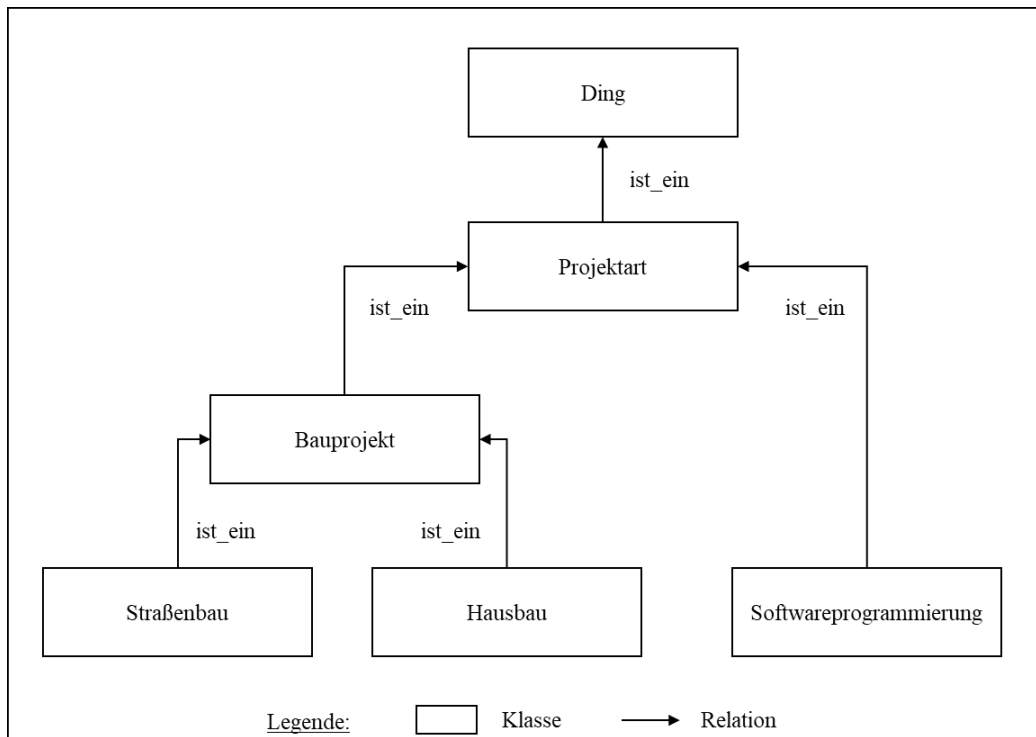 Ding
ist_ein
Projektart
ist_ein
ist_ein
Bauprojekt
ist_ein
ist_ein
Straßenbau
Hausbau
Softwareprogrammierung
Legende:
Klasse
Relation